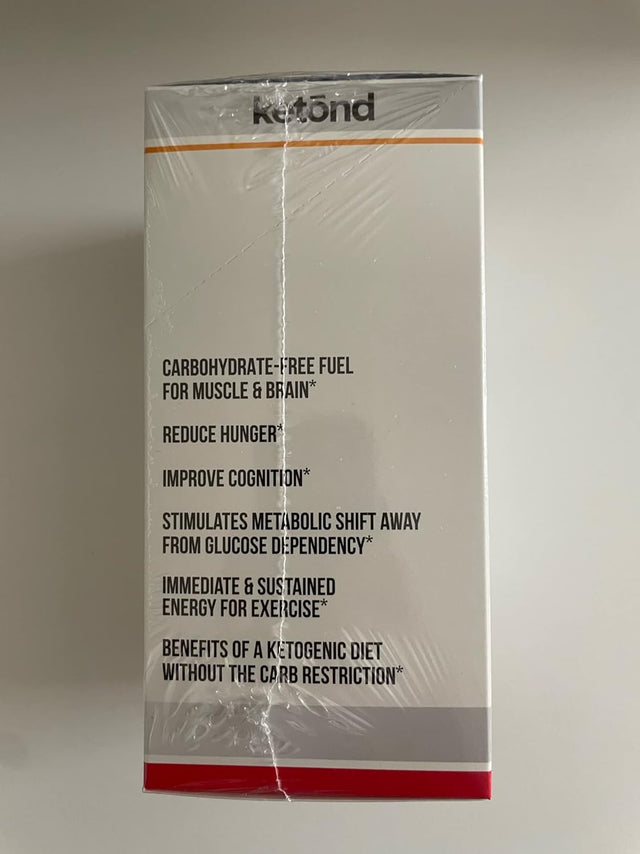 ketōnd
CARBOHYDRATE-FREE FUEL
FOR MUSCLE & BRAIN*
REDUCE HUNGER*
IMPROVE COGNITION*
STIMULATES METABOLIC SHIFT AWAY
FROM GLUCOSE DEPENDENCY*
IMMEDIATE & SUSTAINED
ENERGY FOR EXERCISE*
BENEFITS OF A KETOGENIC DIET
WITHOUT THE CARB RESTRICTION*